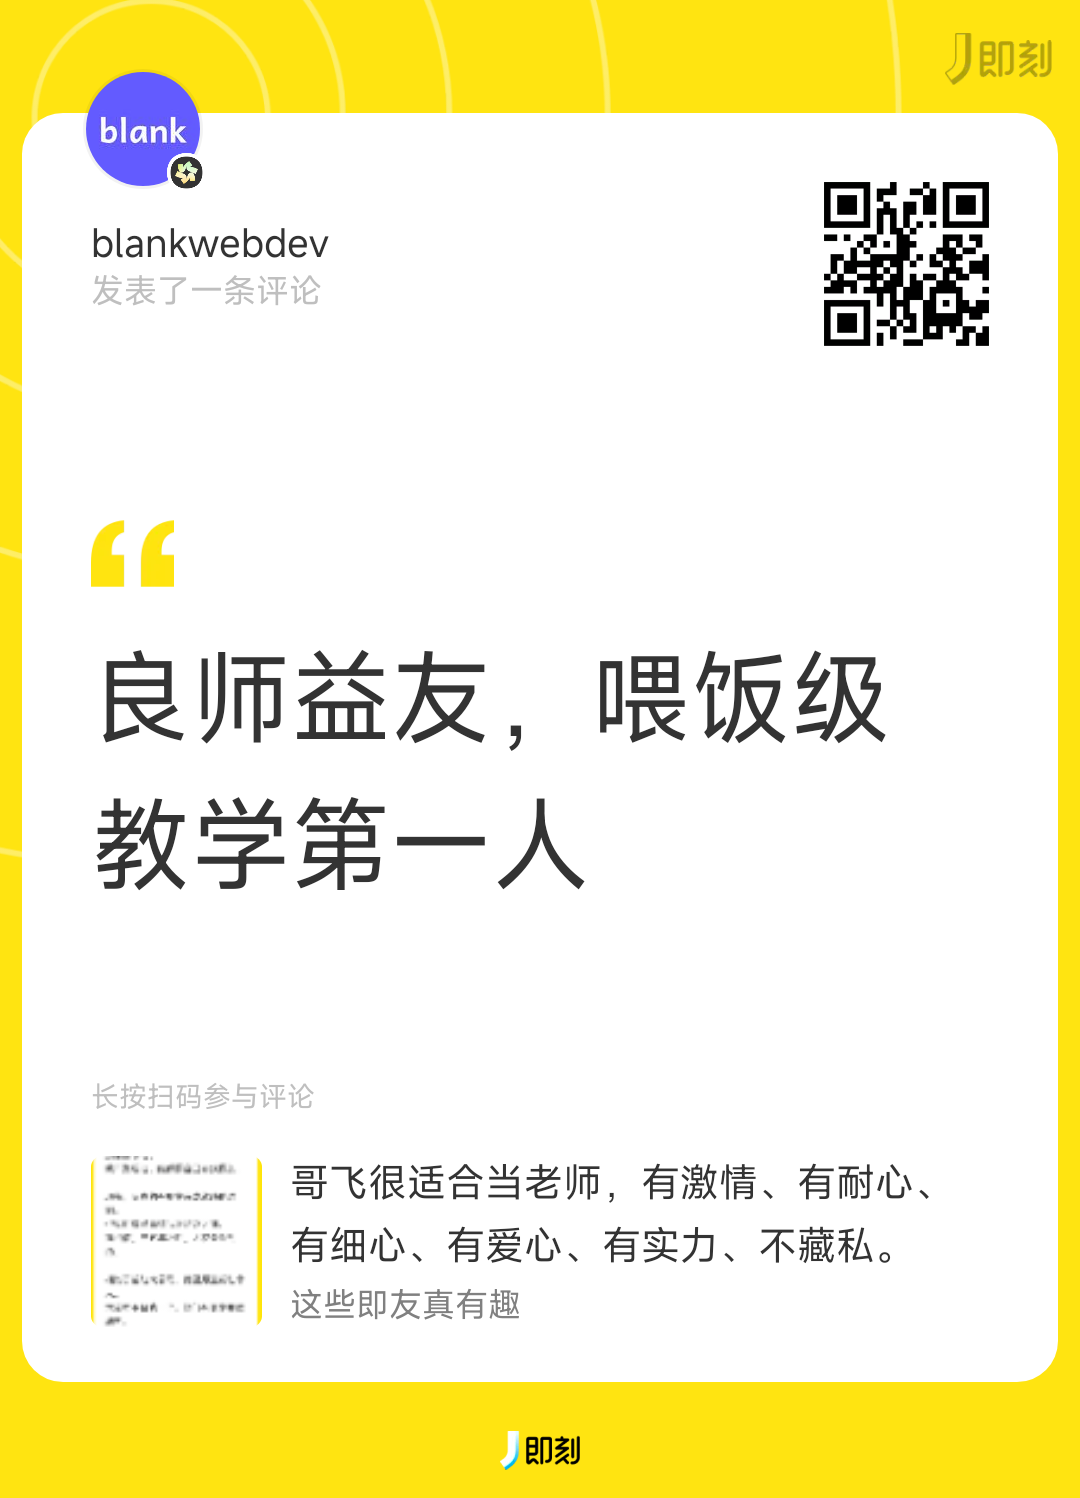 即刻
blank
blankwebdev
发表了一条评论
良师益友，喂饭级
教学第一人
长按扫码参与评论
哥飞很适合当老师，有激情、有耐心、
有细心、有爱心、有实力、不藏私。
这些即友真有趣
即刻